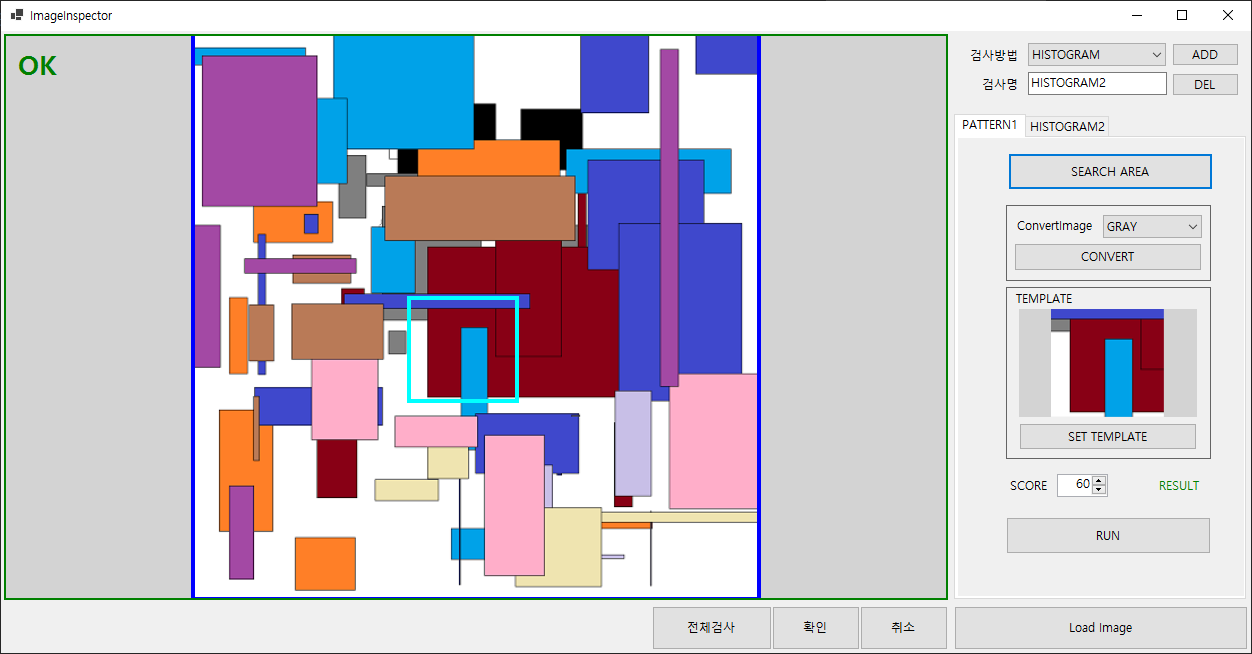 ImageInspector
OK
검사방법 HISTOGRAM ADD
검사명 HISTOGRAM2 DEL
PATTERN1 HISTOGRAM2
SEARCH AREA
ConvertImage GRAY
CONVERT
TEMPLATE
SET TEMPLATE
SCORE 60 RESULT
RUN
전체검사 확인 취소 Load Image